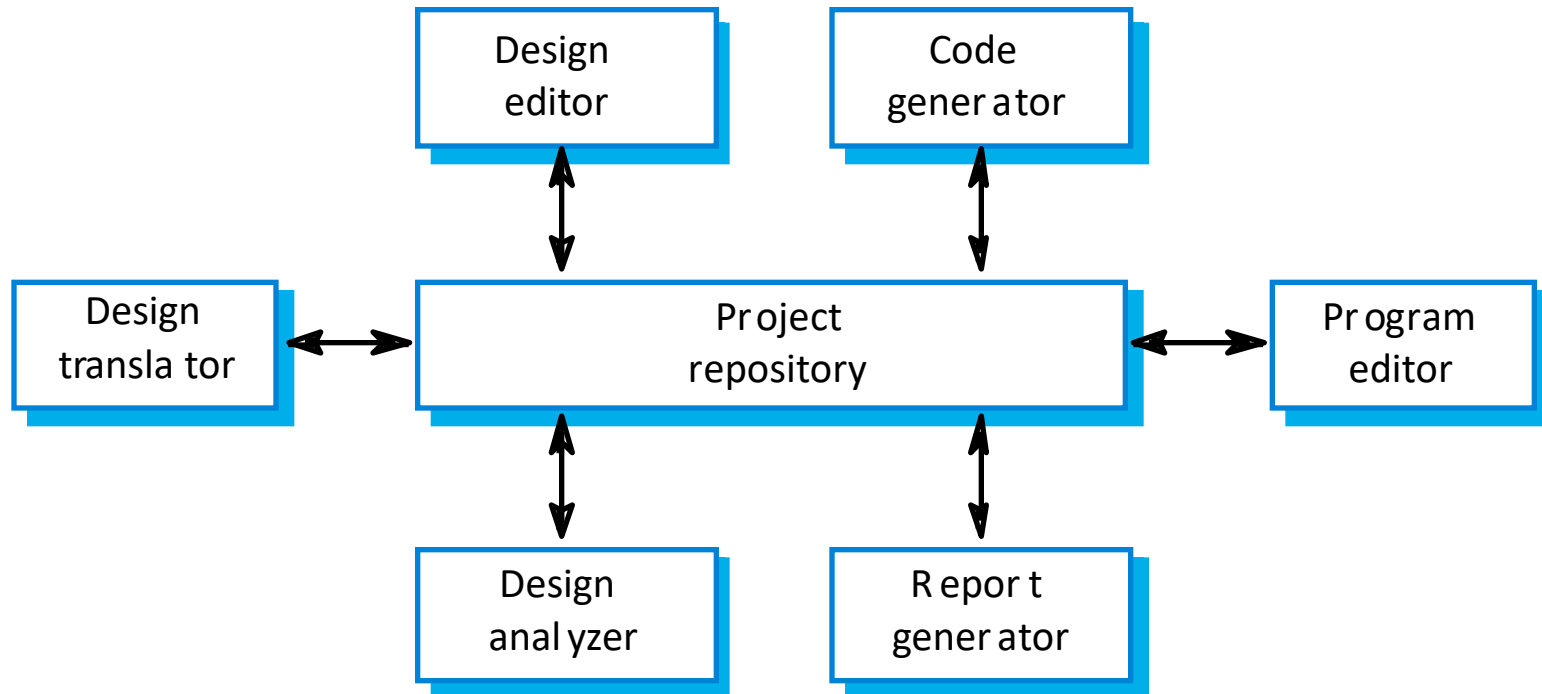 Design
editor
Code
generator
Design
translator
Project
repository
Program
editor
Design
analyzer
Report
generator